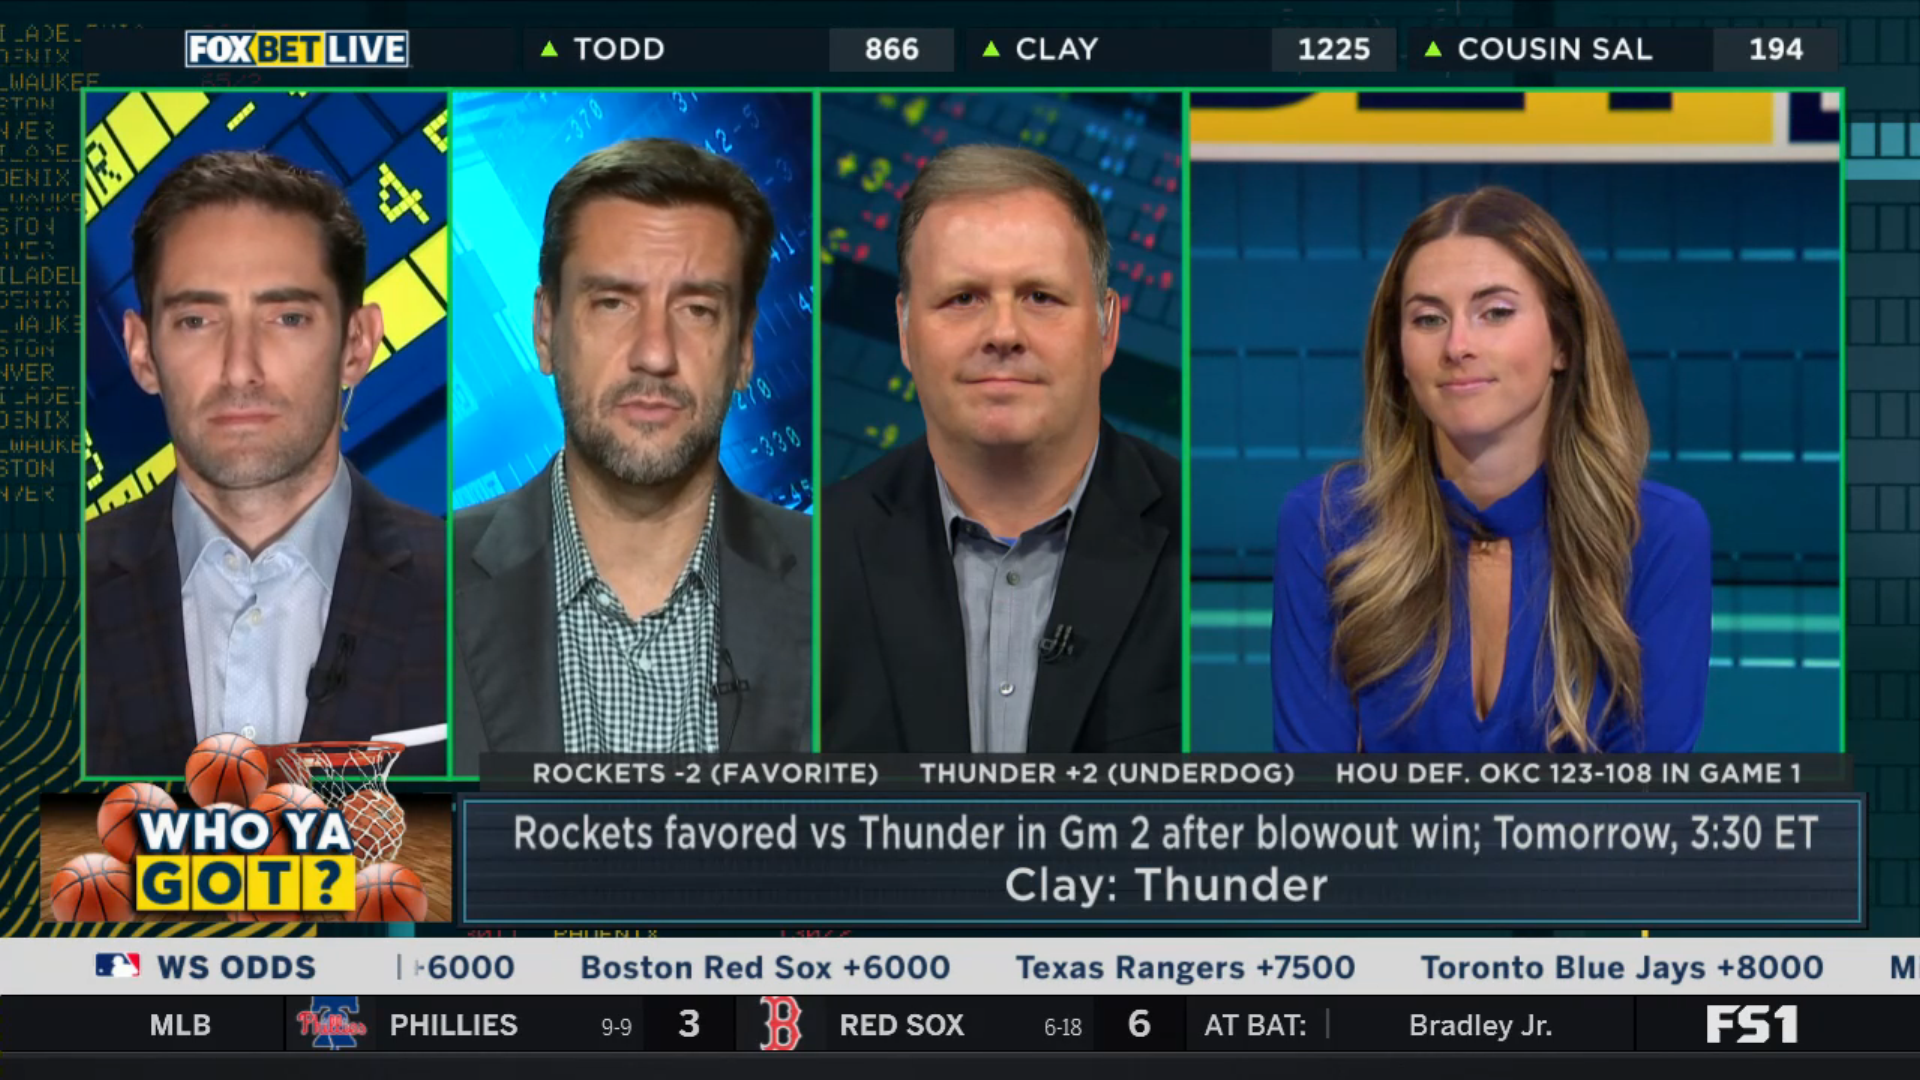 FOX BET LIVE
TODD 866
CLAY 1225
COUSIN SAL 194
ROCKETS -2 (FAVORITE) THUNDER +2 (UNDERDOG) HOU DEF. OKC 123-108 IN GAME 1
WHO YA
GOT?
Rockets favored vs Thunder in Gm 2 after blowout win; Tomorrow, 3:30 ET
Clay: Thunder
WS ODDS +6000 Boston Red Sox +6000 Texas Rangers +7500 Toronto Blue Jays +8000
MLB Phillies PHILLIES 9-9 3 B RED SOX 6-18 6 AT BAT: Bradley Jr. FS1